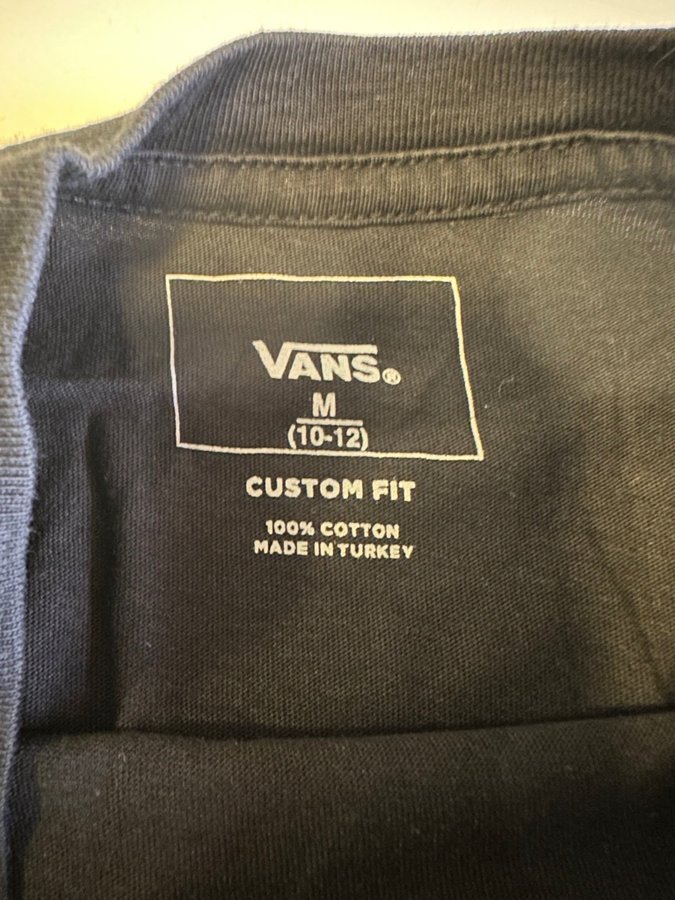 VANS®
M
(10-12)
CUSTOM FIT
100% COTTON
MADE IN TURKEY